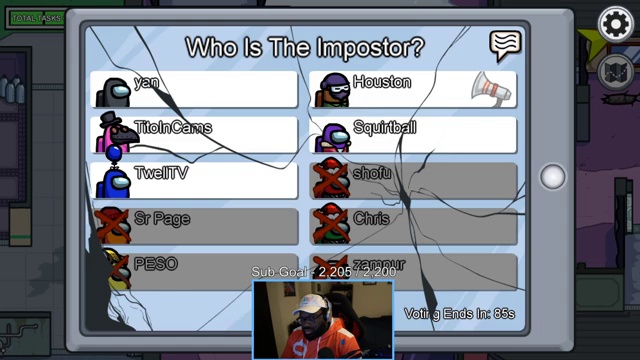 TOTAL TASKS
Who Is The Impostor?
yan
Houston
TitoInCams
Squirtball
TwellTV
shofu
Sr Page
Chris
PESO
zamour
Sub-Goal - 2,205 / 2,200
Voting Ends In: 85s